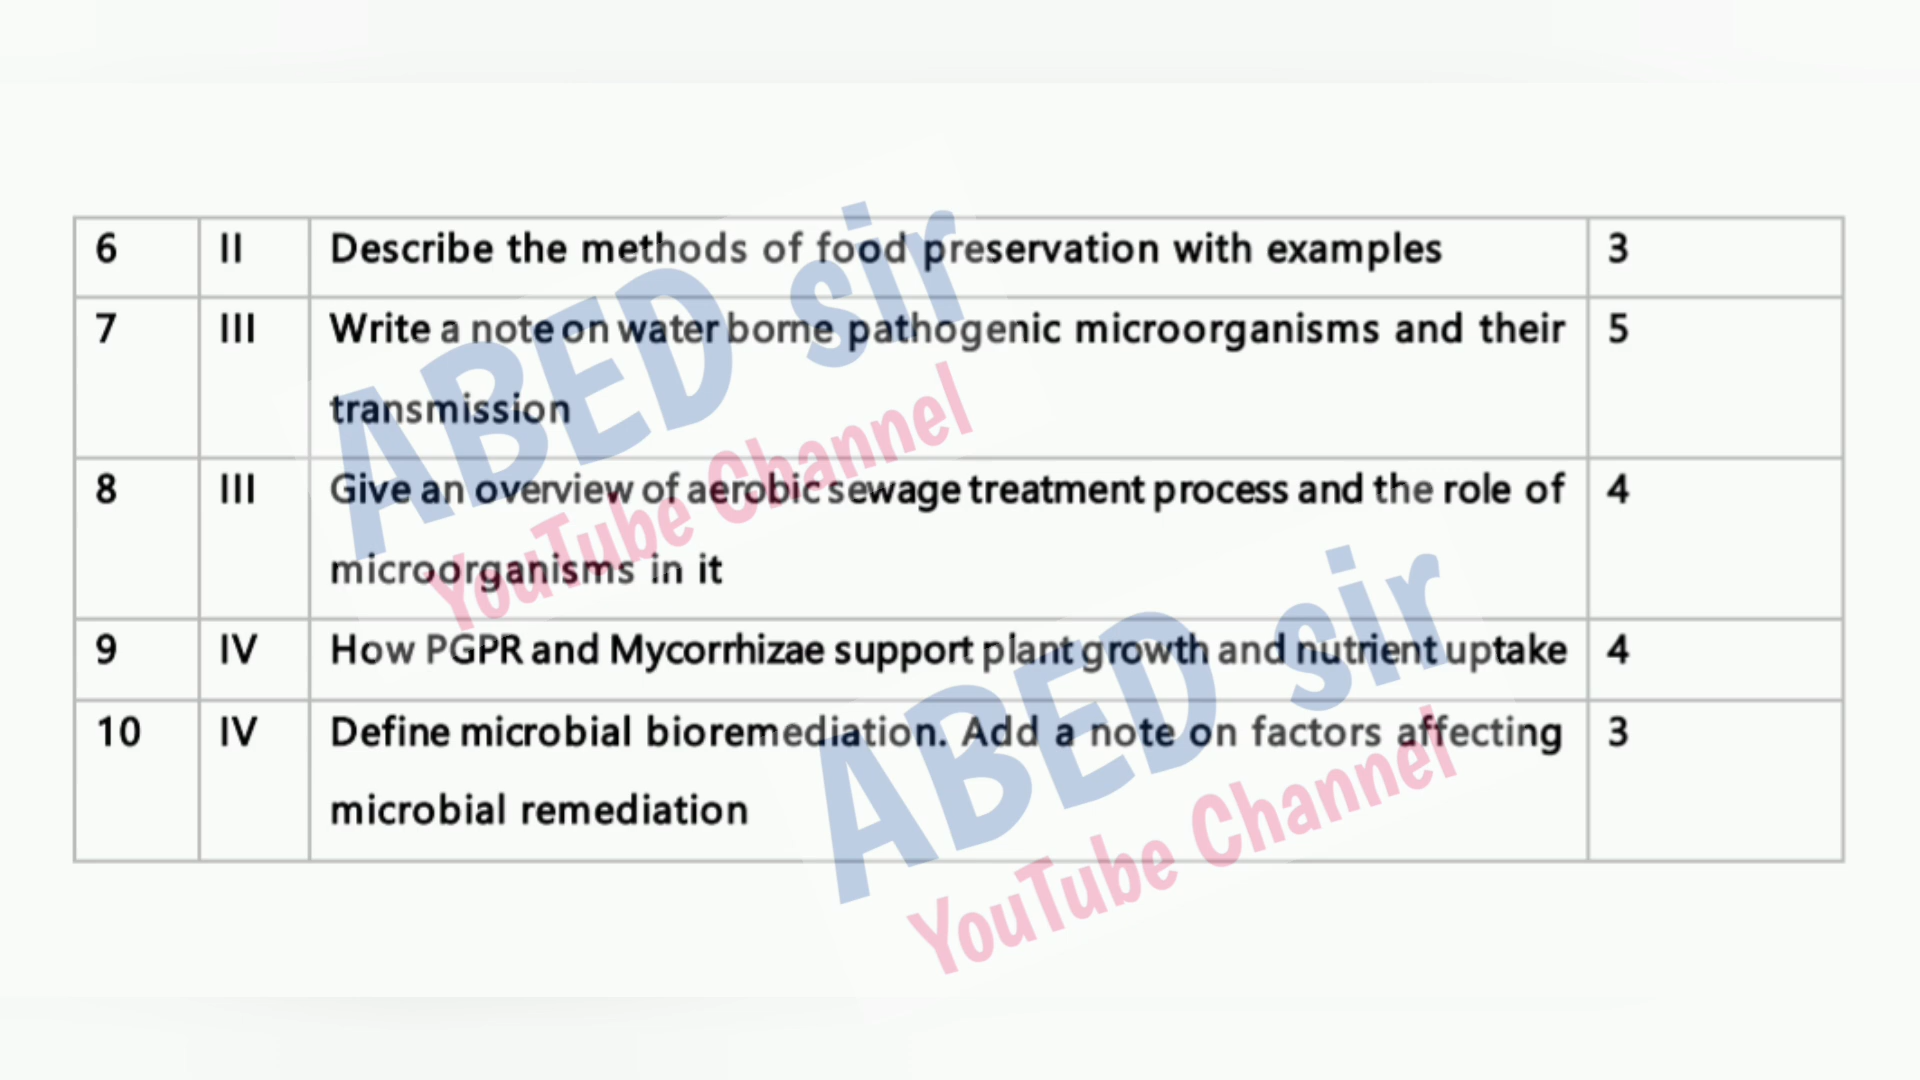 6 II Describe the methods of food preservation with examples 3
7 III Write a note on water borne pathogenic microorganisms and their 5
transmission
8 III Give an overview of aerobic sewage treatment process and the role of 4
microorganisms in it
9 IV How PGPR and Mycorrhizae support plant growth and nutrient uptake 4
10 IV Define microbial bioremediation. Add a note on factors affecting 3
microbial remediation
ABED sir
YouTube Channel
ABED sir
YouTube Channel